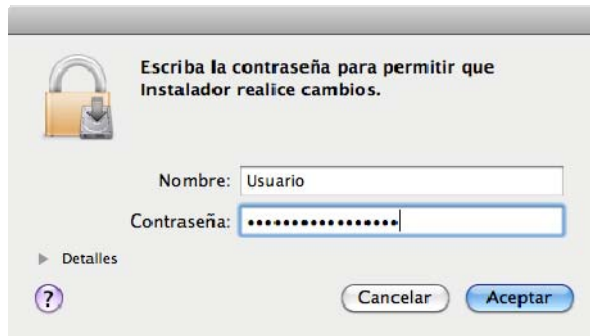 Escriba la contraseña para permitir que
Instalador realice cambios.
Nombre: Usuario
Contraseña: •••••••••••••••••
Detalles
? Cancelar Aceptar